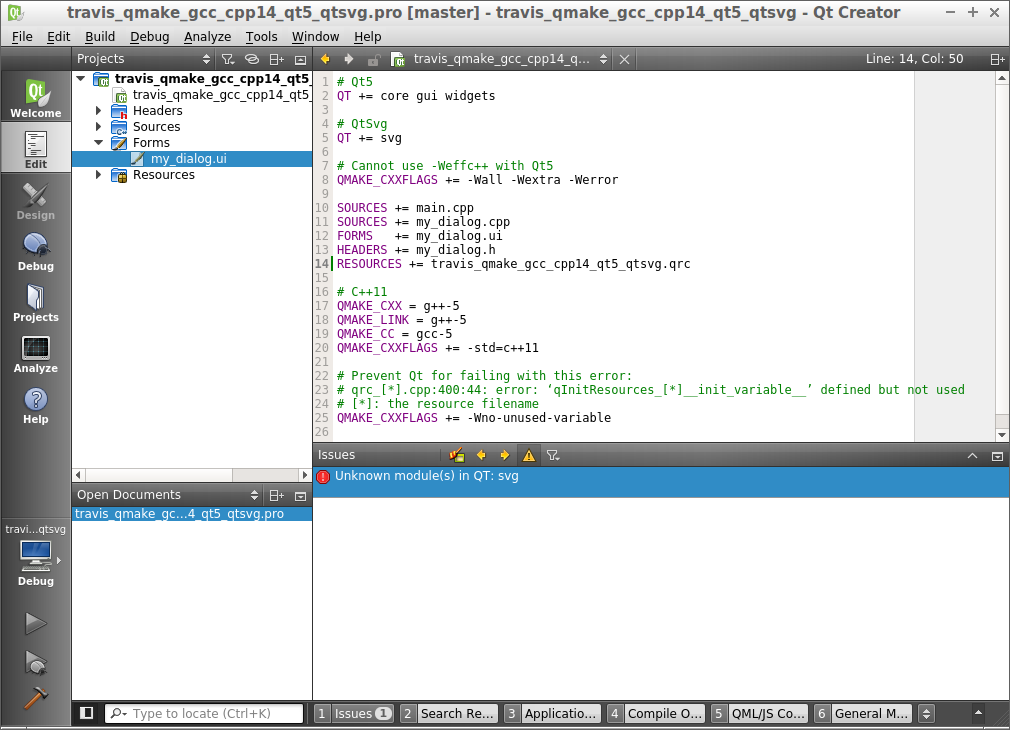 travis_qmake_gcc_cpp14_qt5_qtsvg.pro [master] - travis_qmake_gcc_cpp14_qt5_qtsvg - Qt Creator
File Edit Build Debug Analyze Tools Window Help
Projects
travis_qmake_gcc_cpp14_q...
Line: 14, Col: 50
Welcome
Edit
Design
Debug
Projects
Analyze
Help
travi...qtsvg
Debug
travis_qmake_gcc_cpp14_qt5_
travis_qmake_gcc_cpp14_qt5_
Headers
Sources
Forms
my_dialog.ui
Resources
Open Documents
travis_qmake_gc...4_qt5_qtsvg.pro
1 # Qt5
2 QT += core gui widgets
3
4 # QtSvg
5 QT += svg
6
7 # Cannot use -Weffc++ with Qt5
8 QMAKE_CXXFLAGS += -Wall -Wextra -Werror
9
10 SOURCES += main.cpp
11 SOURCES += my_dialog.cpp
12 FORMS   += my_dialog.ui
13 HEADERS += my_dialog.h
14 RESOURCES += travis_qmake_gcc_cpp14_qt5_qtsvg.qrc
15
16 # C++11
17 QMAKE_CXX = g++-5
18 QMAKE_LINK = g++-5
19 QMAKE_CC = gcc-5
20 QMAKE_CXXFLAGS += -std=c++11
21
22 # Prevent Qt for failing with this error:
23 # qrc_[*].cpp:400:44: error: ‘qInitResources_[*]__init_variable__’ defined but not used
24 # [*]: the resource filename
25 QMAKE_CXXFLAGS += -Wno-unused-variable
26
Issues
Unknown module(s) in QT: svg
Type to locate (Ctrl+K)
1 Issues 1
2 Search Re...
3 Applicatio...
4 Compile O...
5 QML/JS Co...
6 General M...